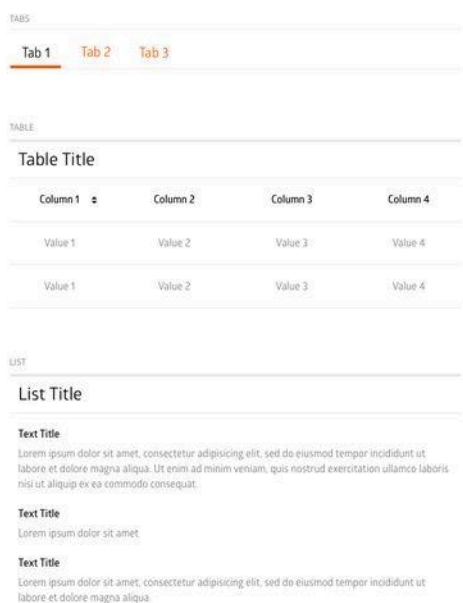 TABS
Tab 1 Tab 2 Tab 3
TABLE
Table Title
Column 1 Column 2 Column 3 Column 4
Value 1 Value 2 Value 3 Value 4
Value 1 Value 2 Value 3 Value 4
LIST
List Title
Text Title
Lorem ipsum dolor sit amet, consectetur adipisicing elit, sed do eiusmod tempor incididunt ut
labore et dolore magna aliqua. Ut enim ad minim veniam, quis nostrud exercitation ullamco laboris
nisi ut aliquip ex ea commodo consequat.
Text Title
Lorem ipsum dolor sit amet
Text Title
Lorem ipsum dolor sit amet, consectetur adipisicing elit, sed do eiusmod tempor incididunt ut
labore et dolore magna aliqua